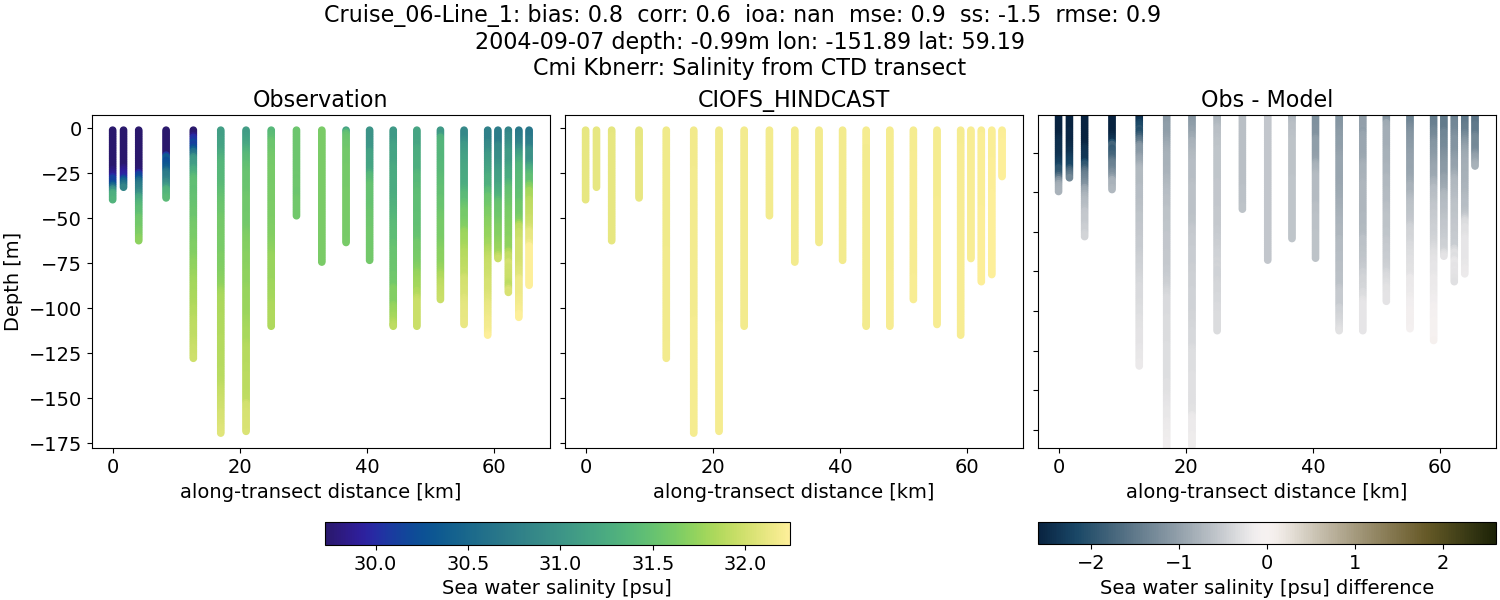 Cruise_06-Line_1: bias: 0.8  corr: 0.6  ioa: nan  mse: 0.9  ss: -1.5  rmse: 0.9
2004-09-07 depth: -0.99m lon: -151.89 lat: 59.19
Cmi Kbnerr: Salinity from CTD transect
Observation
CIOFS_HINDCAST
Obs - Model
Depth [m]
0
−25
−50
−75
−100
−125
−150
−175
0 20 40 60
0 20 40 60
0 20 40 60
along-transect distance [km]
along-transect distance [km]
along-transect distance [km]
30.0 30.5 31.0 31.5 32.0
Sea water salinity [psu]
−2 −1 0 1 2
Sea water salinity [psu] difference